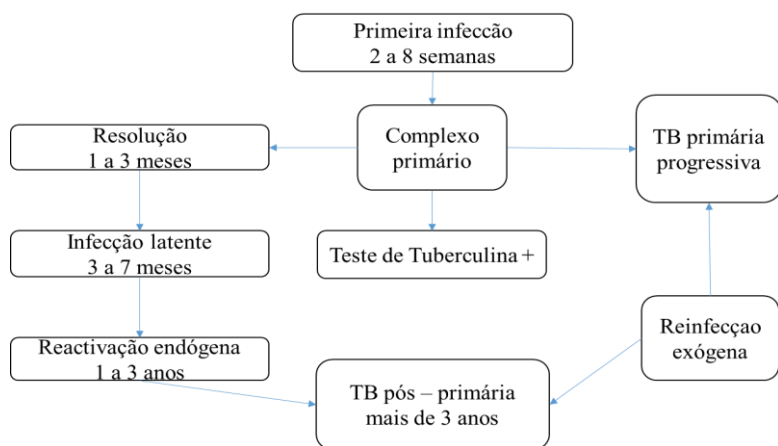 Primeira infecção
2 a 8 semanas
Resolução
1 a 3 meses
Complexo
primário
TB primária
progressiva
Infecção latente
3 a 7 meses
Teste de Tuberculina +
Reactivação endógena
1 a 3 anos
TB pós – primária
mais de 3 anos
Reinfecçao
exógena